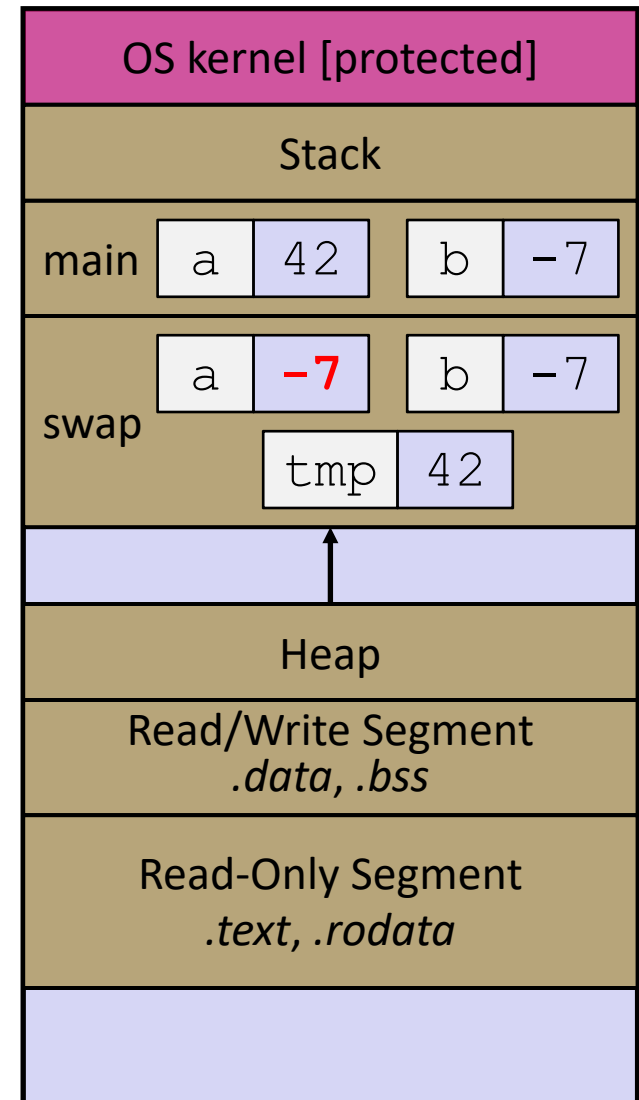 OS kernel [protected]
Stack
main a 42 b -7
a -7 b -7
swap
tmp 42
Heap
Read/Write Segment
.data, .bss
Read-Only Segment
.text, .rodata